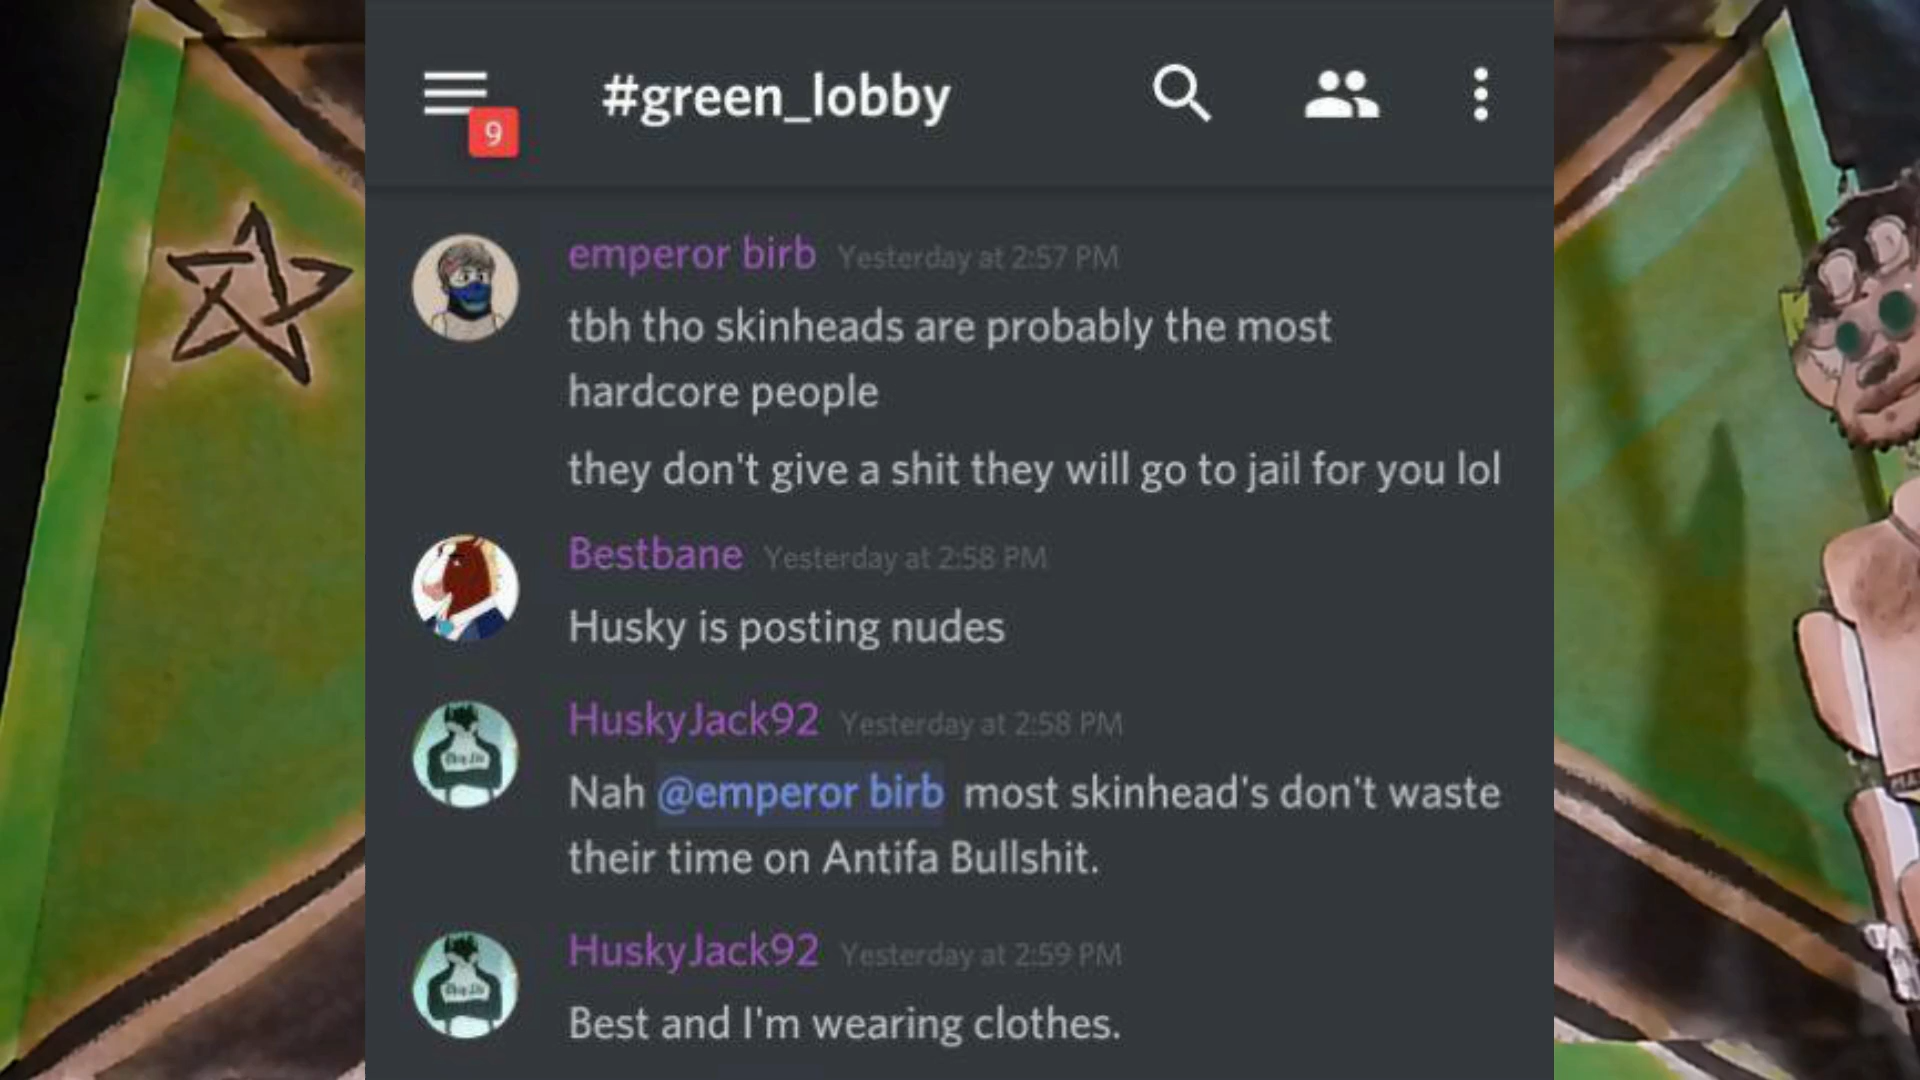 #green_lobby
9
emperor birb Yesterday at 2:57 PM
tbh tho skinheads are probably the most
hardcore people
they don't give a shit they will go to jail for you lol
Bestbane Yesterday at 2:58 PM
Husky is posting nudes
HuskyJack92 Yesterday at 2:58 PM
Nah @emperor birb most skinhead's don't waste
their time on Antifa Bullshit.
HuskyJack92 Yesterday at 2:59 PM
Best and I'm wearing clothes.